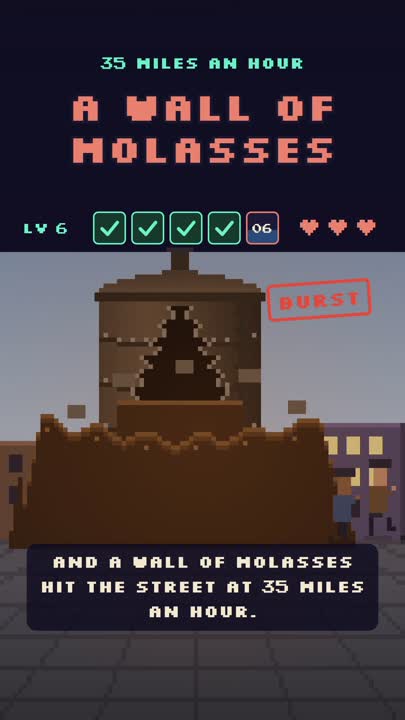 35 MILES AN HOUR
A WALL OF
MOLASSES
LV 6
06
BURST
AND A WALL OF MOLASSES
HIT THE STREET AT 35 MILES
AN HOUR.